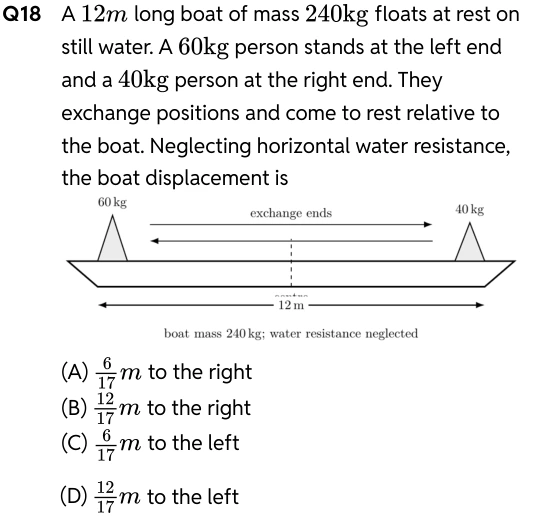 Q18 A 12m long boat of mass 240kg floats at rest on
still water. A 60kg person stands at the left end
and a 40kg person at the right end. They
exchange positions and come to rest relative to
the boat. Neglecting horizontal water resistance,
the boat displacement is
60 kg
exchange ends
40 kg
12 m
boat mass 240 kg; water resistance neglected
(A) 6/17 m to the right
(B) 12/17 m to the right
(C) 6/17 m to the left
(D) 12/17 m to the left